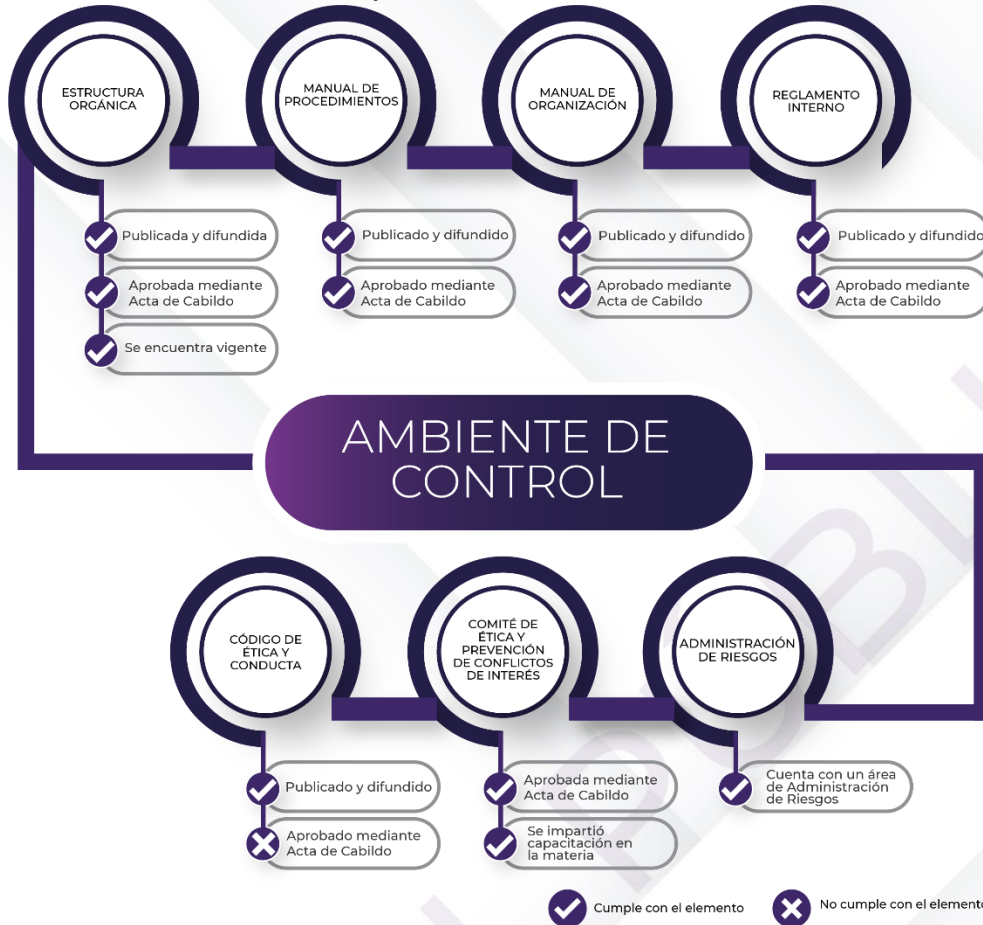 ESTRUCTURA
ORGÁNICA
MANUAL DE
PROCEDIMIENTOS
MANUAL DE
ORGANIZACIÓN
REGLAMENTO
INTERNO
Publicada y difundida
Aprobada mediante
Acta de Cabildo
Se encuentra vigente
Publicado y difundido
Aprobado mediante
Acta de Cabildo
Publicado y difundido
Aprobado mediante
Acta de Cabildo
Publicado y difundido
Aprobado mediante
Acta de Cabildo
AMBIENTE DE
CONTROL
CÓDIGO DE
ÉTICA Y
CONDUCTA
COMITÉ DE
ÉTICA Y
PREVENCIÓN
DE CONFLICTOS
DE INTERÉS
ADMINISTRACIÓN
DE RIESGOS
Publicado y difundido
Aprobado mediante
Acta de Cabildo
Aprobada mediante
Acta de Cabildo
Se impartió
capacitación en
la materia
Cuenta con un área
de Administración
de Riesgos
Cumple con el elemento
No cumple con el elemento